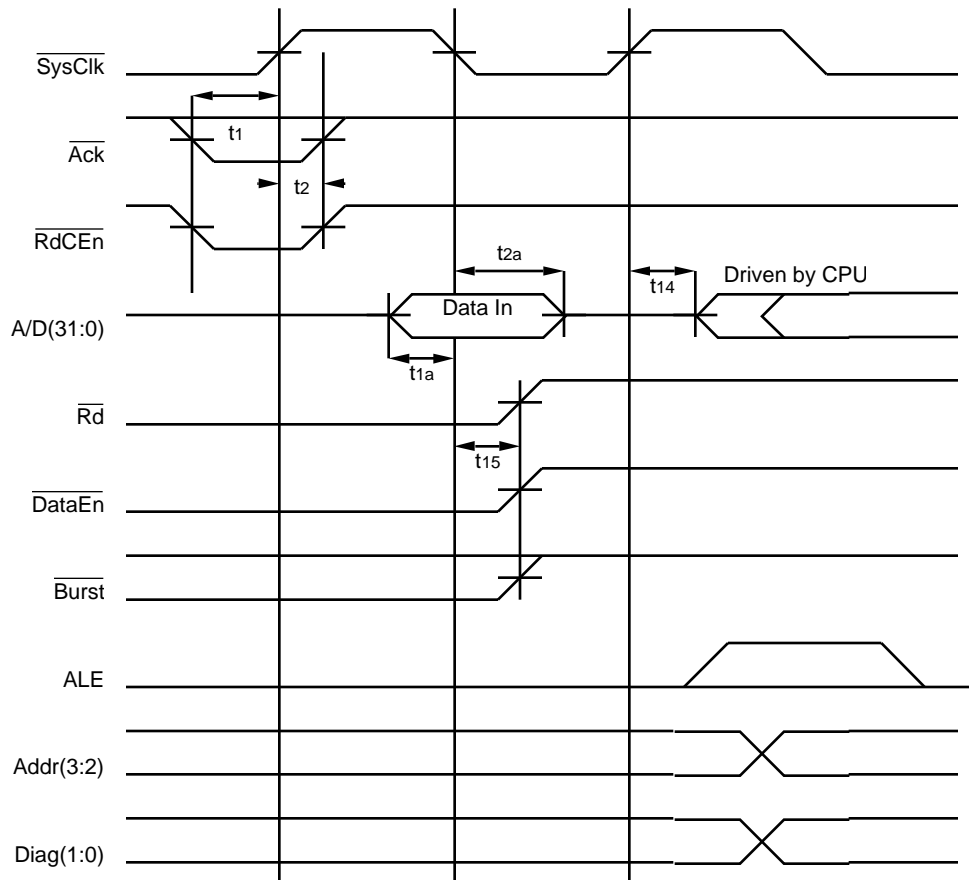 SysClk
t1
Ack
t2
RdCEn
t2a
t14
Driven by CPU
Data In
A/D(31:0)
t1a
Rd
t15
DataEn
Burst
ALE
Addr(3:2)
Diag(1:0)